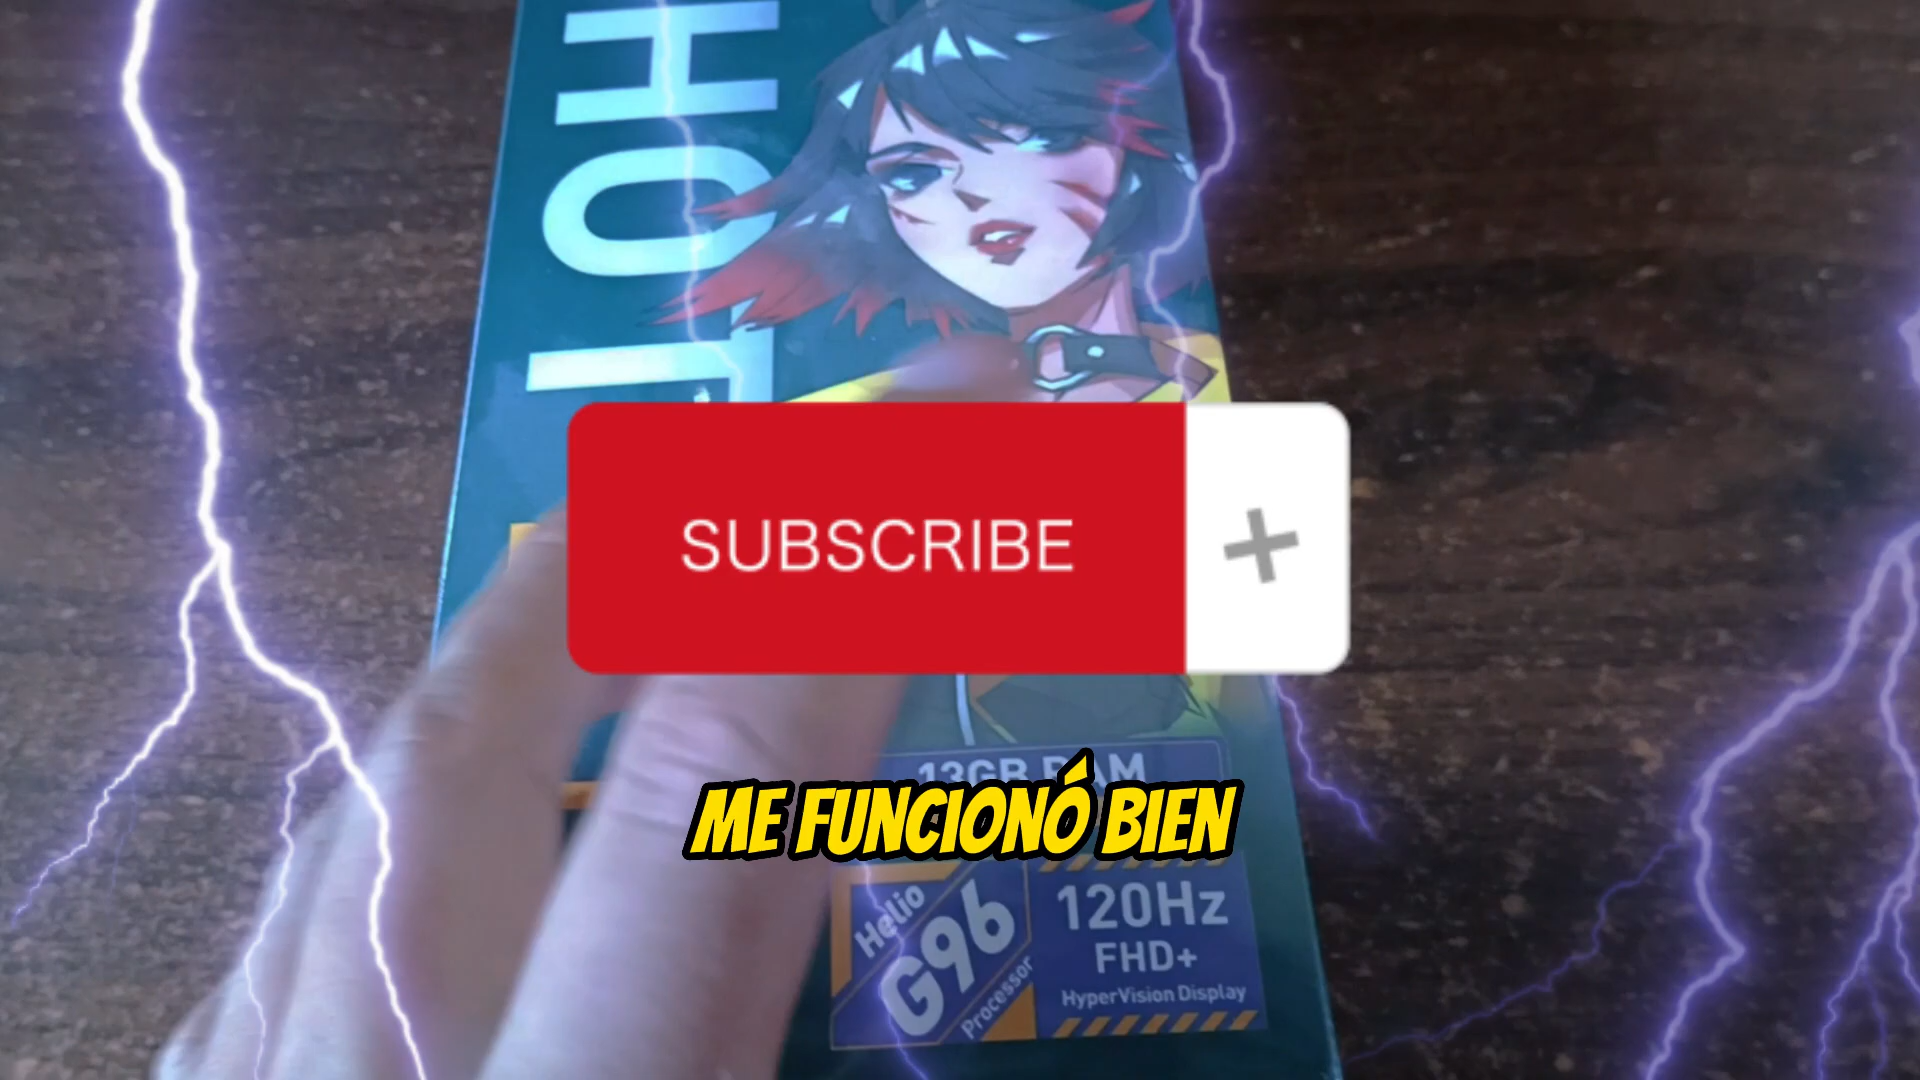 HOT
SUBSCRIBE
13GB RAM
ME FUNCIONÓ BIEN
Helio
G96
Processor
120Hz
FHD+
HyperVision Display